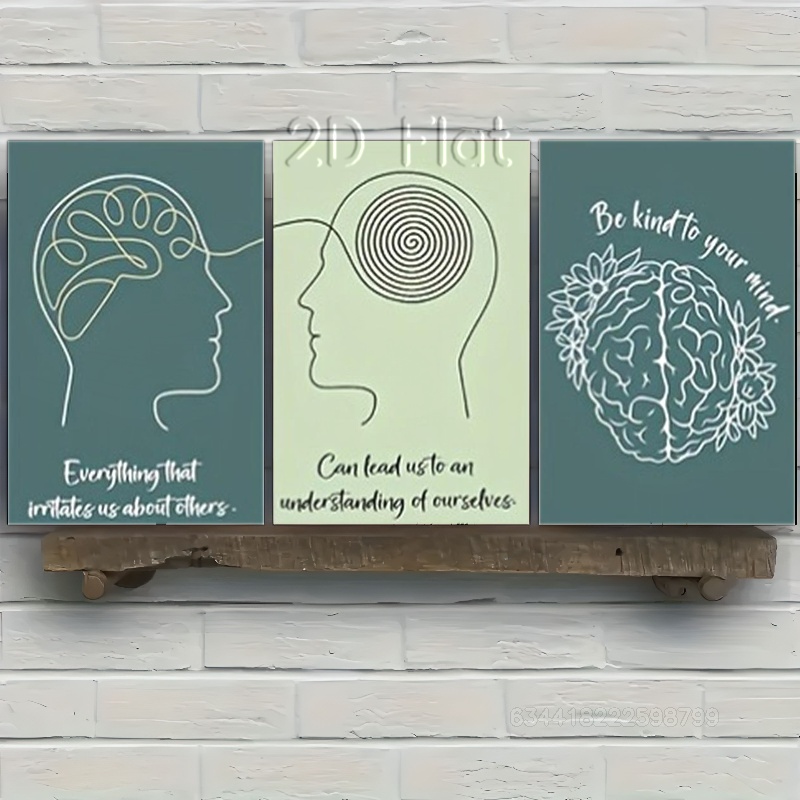 2D Flat
Everything that
irritates us about others.
Can lead us to an
understanding of ourselves.
Be kind to your mind.
634418222598799